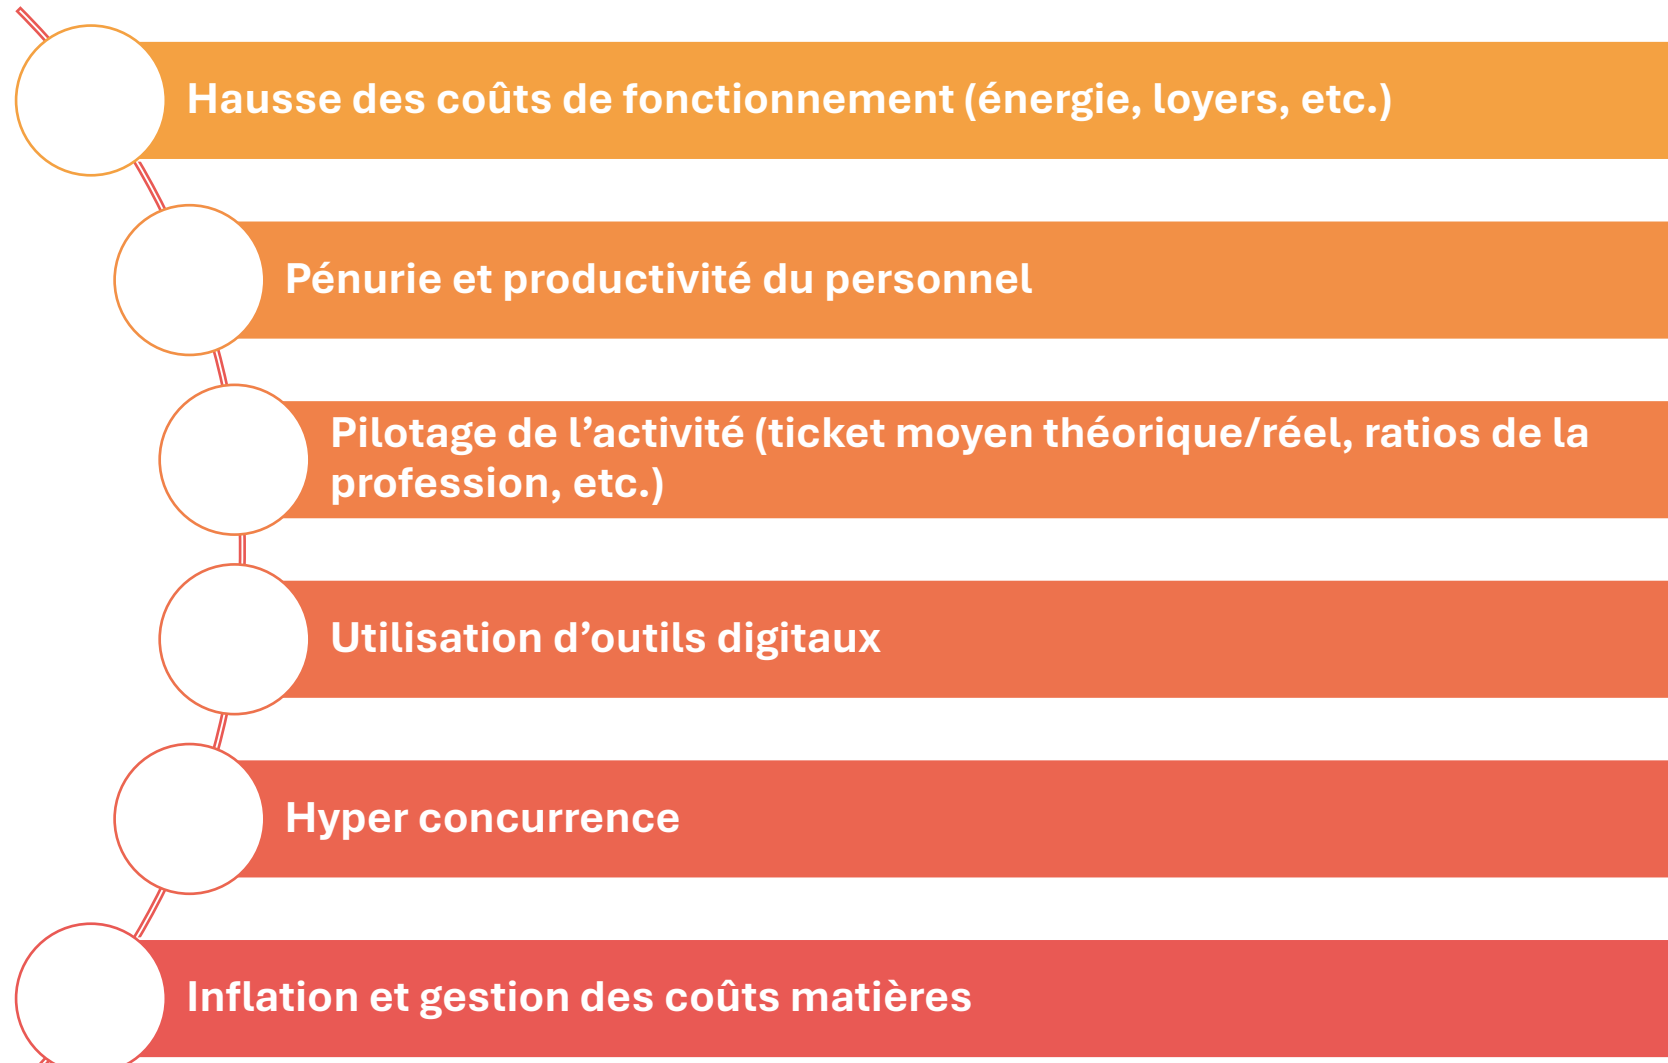 Hausse des coûts de fonctionnement (énergie, loyers, etc.)
Pénurie et productivité du personnel
Pilotage de l’activité (ticket moyen théorique/réel, ratios de la
profession, etc.)
Utilisation d’outils digitaux
Hyper concurrence
Inflation et gestion des coûts matières